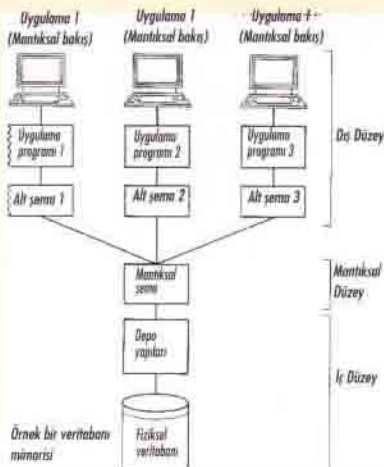 Uygulama 1
(Mantıksal bakış)
Uygulama 1
(Mantıksal bakış)
Uygulama
(Mantıksal bakış)
Uygulama
programı 1
Uygulama
programı 2
Uygulama
programı 3
Dış Düzey
Alt şema 1
Alt şema 2
Alt şema 3
Mantıksal
şema
Mantıksal
Düzey
Depo
yapıları
İç Düzey
Örnek bir veritabanı
mimarisi
Fiziksel
veritabanı